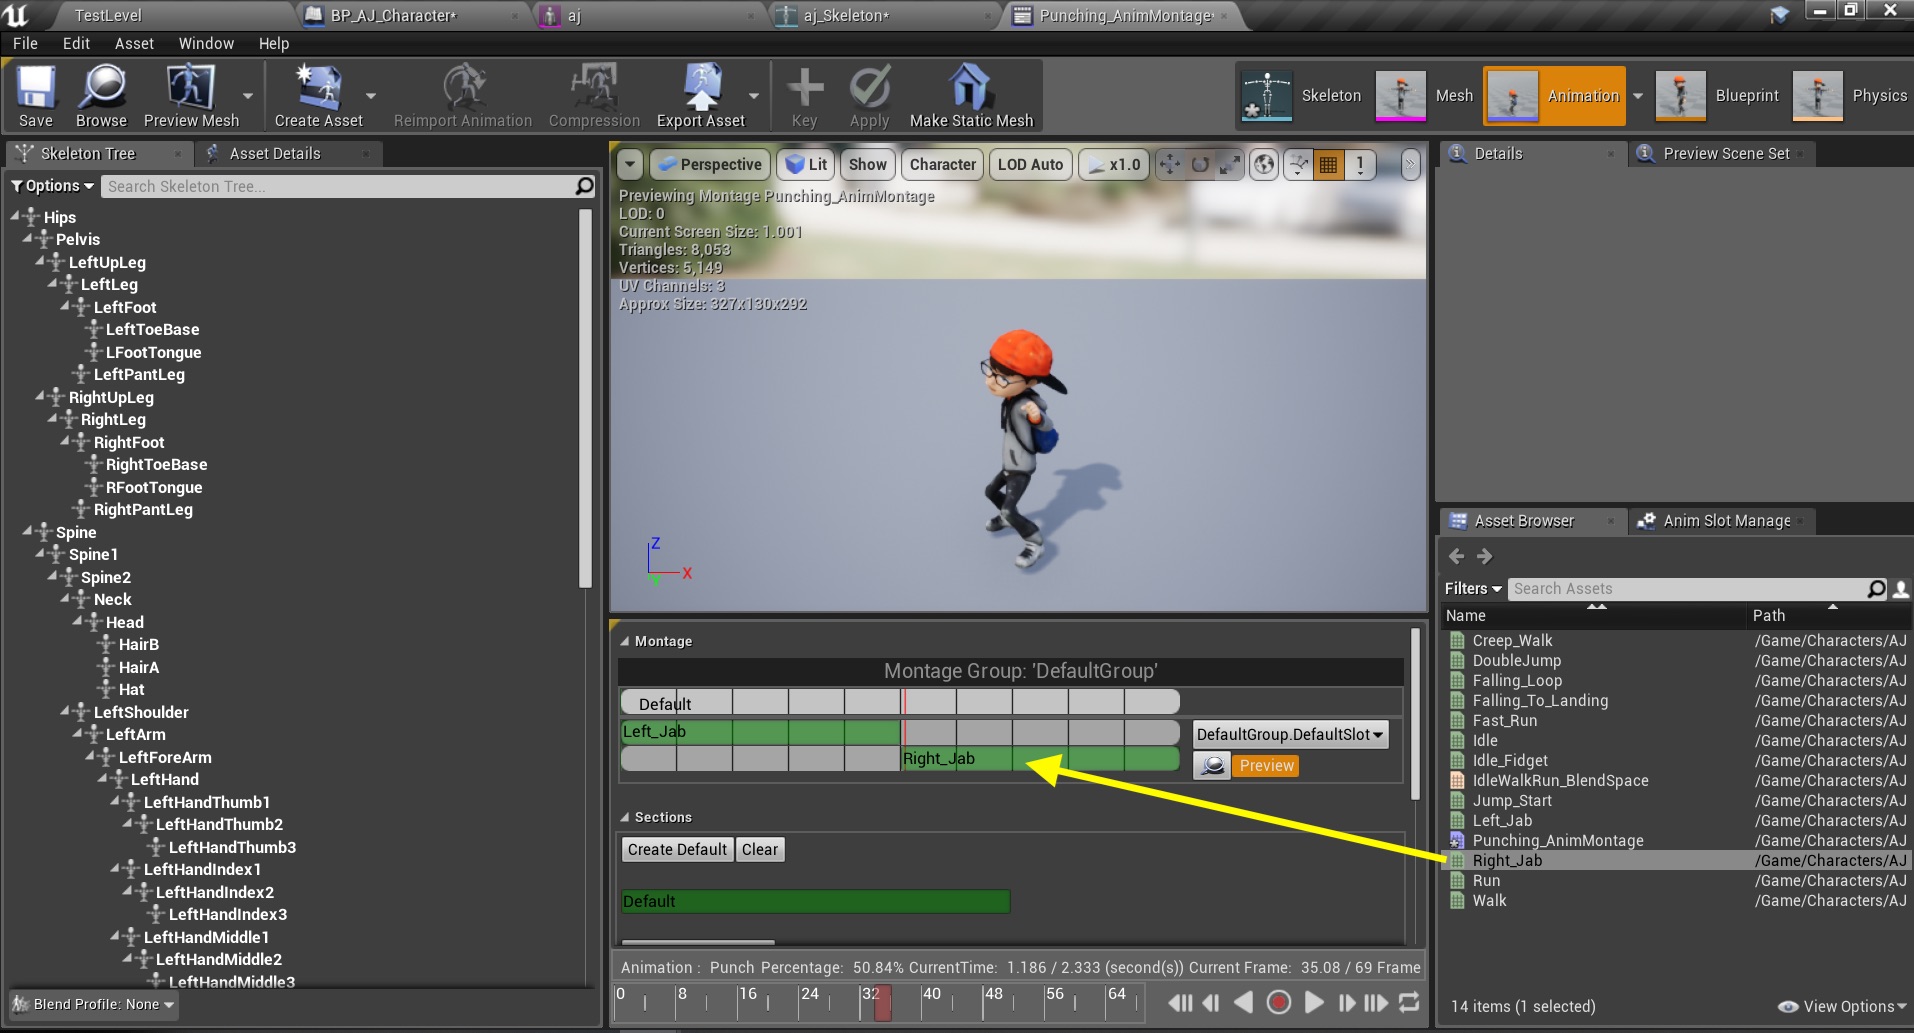 TestLevel
BP_AJ_Character*
aj
aj_Skeleton*
Punching_AnimMontage*
File Edit Asset Window Help
Save
Browse
Preview Mesh
Create Asset
Reimport Animation
Compression
Export Asset
Key
Apply
Make Static Mesh
Skeleton
Mesh
Animation
Blueprint
Physics
Skeleton Tree
Asset Details
Options
Search Skeleton Tree...
Hips
Pelvis
LeftUpLeg
LeftLeg
LeftFoot
LeftToeBase
LFootTongue
LeftPantLeg
RightUpLeg
RightLeg
RightFoot
RightToeBase
RFootTongue
RightPantLeg
Spine
Spine1
Spine2
Neck
Head
HairB
HairA
Hat
LeftShoulder
LeftArm
LeftForeArm
LeftHand
LeftHandThumb1
LeftHandThumb2
LeftHandThumb3
LeftHandIndex1
LeftHandIndex2
LeftHandIndex3
LeftHandMiddle1
LeftHandMiddle2
LeftHandMiddle3
Blend Profile: None
Perspective
Lit
Show
Character
LOD Auto
x1.0
1
Previewing Montage Punching_AnimMontage
LOD: 0
Current Screen Size: 1.001
Triangles: 8,053
Vertices: 5,149
UV Channels: 3
Approx Size: 327x130x292
Z
X
Y
Montage
Montage Group: 'DefaultGroup'
Default
Left_Jab
Right_Jab
DefaultGroup.DefaultSlot
Preview
Sections
Create Default
Clear
Default
Animation : Punch Percentage: 50.84% CurrentTime: 1.186 / 2.333 (second(s)) Current Frame: 35.08 / 69 Frame
0 8 16 24 32 40 48 56 64
Details
Preview Scene Set
Asset Browser
Anim Slot Manage
Filters
Search Assets
Name Path
Creep_Walk /Game/Characters/AJ
DoubleJump /Game/Characters/AJ
Falling_Loop /Game/Characters/AJ
Falling_To_Landing /Game/Characters/AJ
Fast_Run /Game/Characters/AJ
Idle /Game/Characters/AJ
Idle_Fidget /Game/Characters/AJ
IdleWalkRun_BlendSpace /Game/Characters/AJ
Jump_Start /Game/Characters/AJ
Left_Jab /Game/Characters/AJ
Punching_AnimMontage /Game/Characters/AJ
Right_Jab /Game/Characters/AJ
Run /Game/Characters/AJ
Walk /Game/Characters/AJ
14 items (1 selected)
View Options